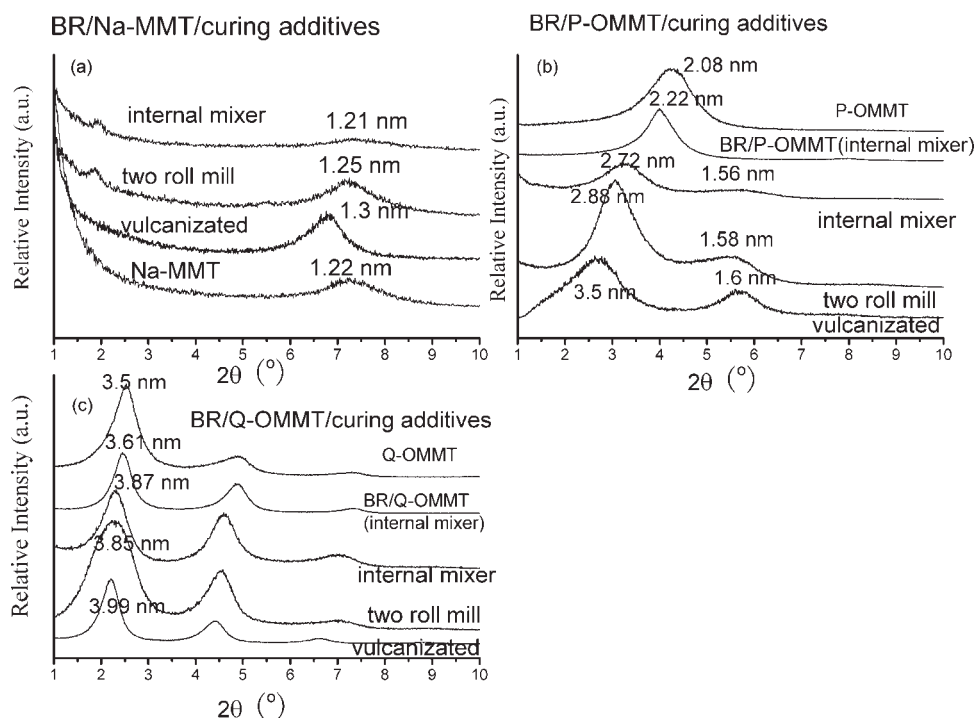 BR/Na-MMT/curing additives
(a)
internal mixer
1.21 nm
two roll mill
1.25 nm
vulcanizated
1.3 nm
Na-MMT
1.22 nm
Relative Intensity (a.u.)
1 2 3 4 5 6 7 8 9 10
2θ (°)
BR/P-OMMT/curing additives
(b)
2.08 nm
P-OMMT
2.22 nm
BR/P-OMMT(internal mixer)
2.72 nm
1.56 nm
internal mixer
2.88 nm
1.58 nm
two roll mill
3.5 nm
1.6 nm
vulcanizated
Relative Intensity (a.u.)
1 2 3 4 5 6 7 8 9 10
2θ (°)
(c)
3.5 nm
BR/Q-OMMT/curing additives
Q-OMMT
3.61 nm
BR/Q-OMMT
(internal mixer)
3.87 nm
internal mixer
3.85 nm
two roll mill
3.99 nm
vulcanizated
Relative Intensity (a.u.)
1 2 3 4 5 6 7 8 9 10
2θ (°)